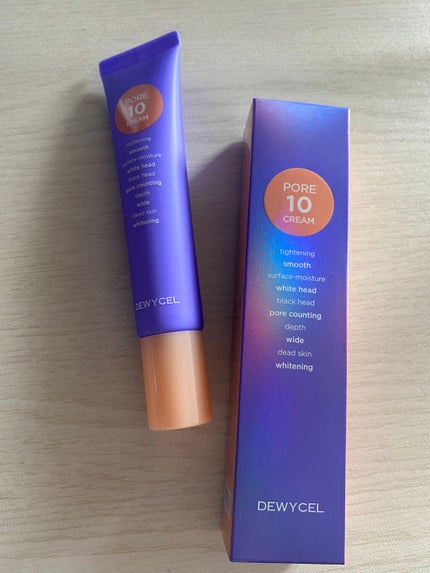 PORE
10
CREAM
tightening
smooth
surface-moisture
white head
black head
pore counting
depth
wide
dead skin
whitening
DEWYCEL
PORE
10
CREAM
tightening
smooth
surface-moisture
white head
black head
pore counting
depth
wide
dead skin
whitening
DEWYCEL